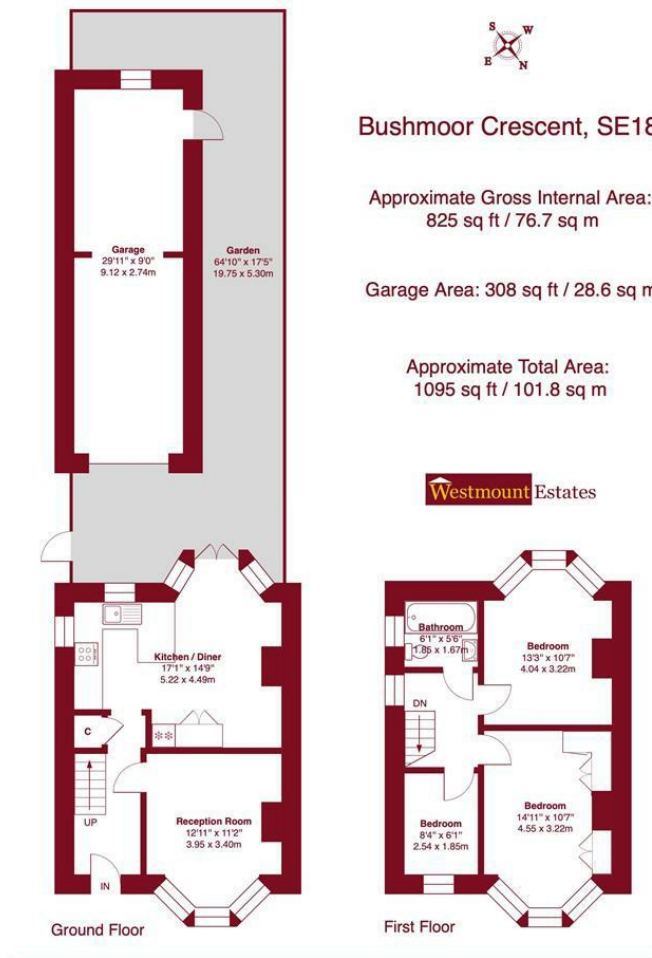 S W
E N
Bushmoor Crescent, SE18
Approximate Gross Internal Area:
825 sq ft / 76.7 sq m
Garage Area: 308 sq ft / 28.6 sq m
Approximate Total Area:
1095 sq ft / 101.8 sq m
Westmount Estates
Garage
29'11" x 9'0"
9.12 x 2.74m
Garden
64'10" x 17'5"
19.75 x 5.30m
Kitchen / Diner
17'1" x 14'9"
5.22 x 4.49m
C
UP
Reception Room
12'11" x 11'2"
3.95 x 3.40m
IN
Ground Floor
Bathroom
6'1" x 5'6"
1.85 x 1.67m
Bedroom
13'3" x 10'7"
4.04 x 3.22m
DN
Bedroom
14'11" x 10'7"
4.55 x 3.22m
Bedroom
8'4" x 6'1"
2.54 x 1.85m
First Floor